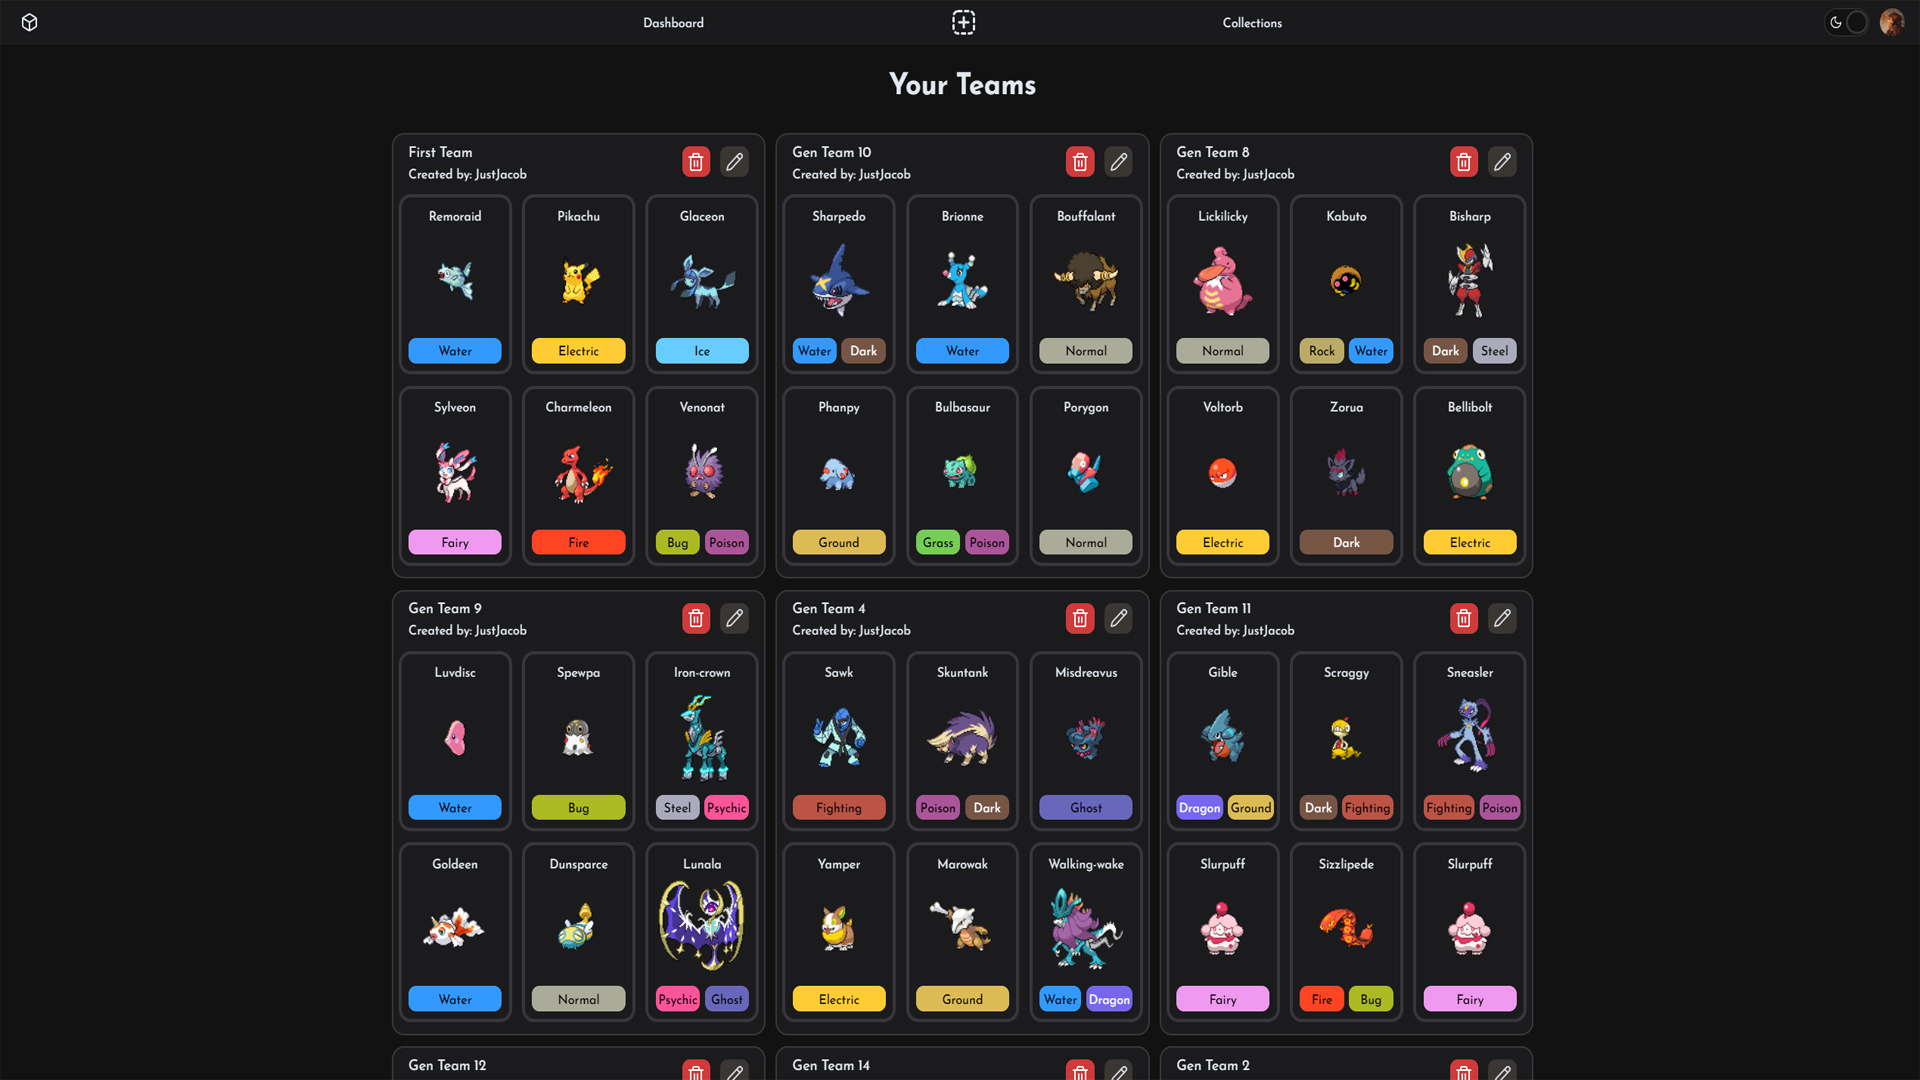 Dashboard
Collections
Your Teams
First Team
Created by: JustJacob
Remoraid
Pikachu
Glaceon
Water
Electric
Ice
Sylveon
Charmeleon
Venonat
Fairy
Fire
Bug
Poison
Gen Team 10
Created by: JustJacob
Sharpedo
Brionne
Bouffalant
Water
Dark
Water
Normal
Phanpy
Bulbasaur
Porygon
Ground
Grass
Poison
Normal
Gen Team 8
Created by: JustJacob
Lickilicky
Kabuto
Bisharp
Normal
Rock
Water
Dark
Steel
Voltorb
Zorua
Bellibolt
Electric
Dark
Electric
Gen Team 9
Created by: JustJacob
Luvdisc
Spewpa
Iron-crown
Water
Bug
Steel
Psychic
Goldeen
Dunsparce
Lunala
Water
Normal
Psychic
Ghost
Gen Team 4
Created by: JustJacob
Sawk
Skuntank
Misdreavus
Fighting
Poison
Dark
Ghost
Yamper
Marowak
Walking-wake
Electric
Ground
Water
Dragon
Gen Team 11
Created by: JustJacob
Gible
Scraggy
Sneasler
Dragon
Ground
Dark
Fighting
Fighting
Poison
Slurpuff
Sizzlipede
Slurpuff
Fairy
Fire
Bug
Fairy
Gen Team 12
Gen Team 14
Gen Team 2